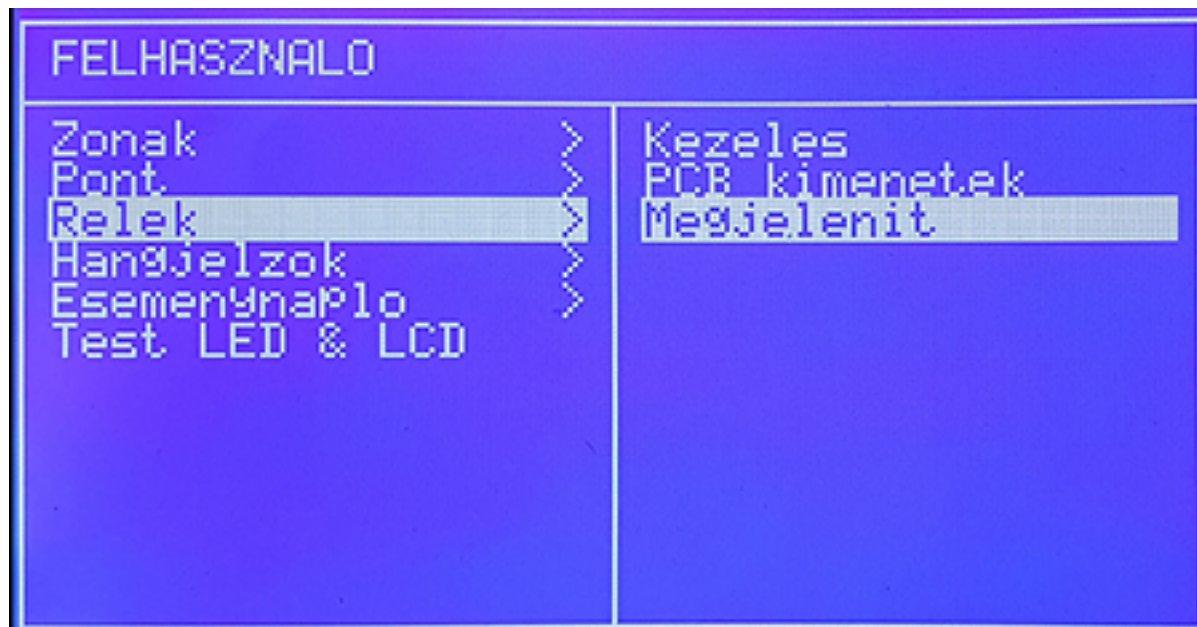 FELHASZNALO
Zonak >
Pont >
Relek >
Hangjelzok >
Esemenynaplo >
Test LED & LCD
Kezeles
PCB kimenetek
Megjelenit